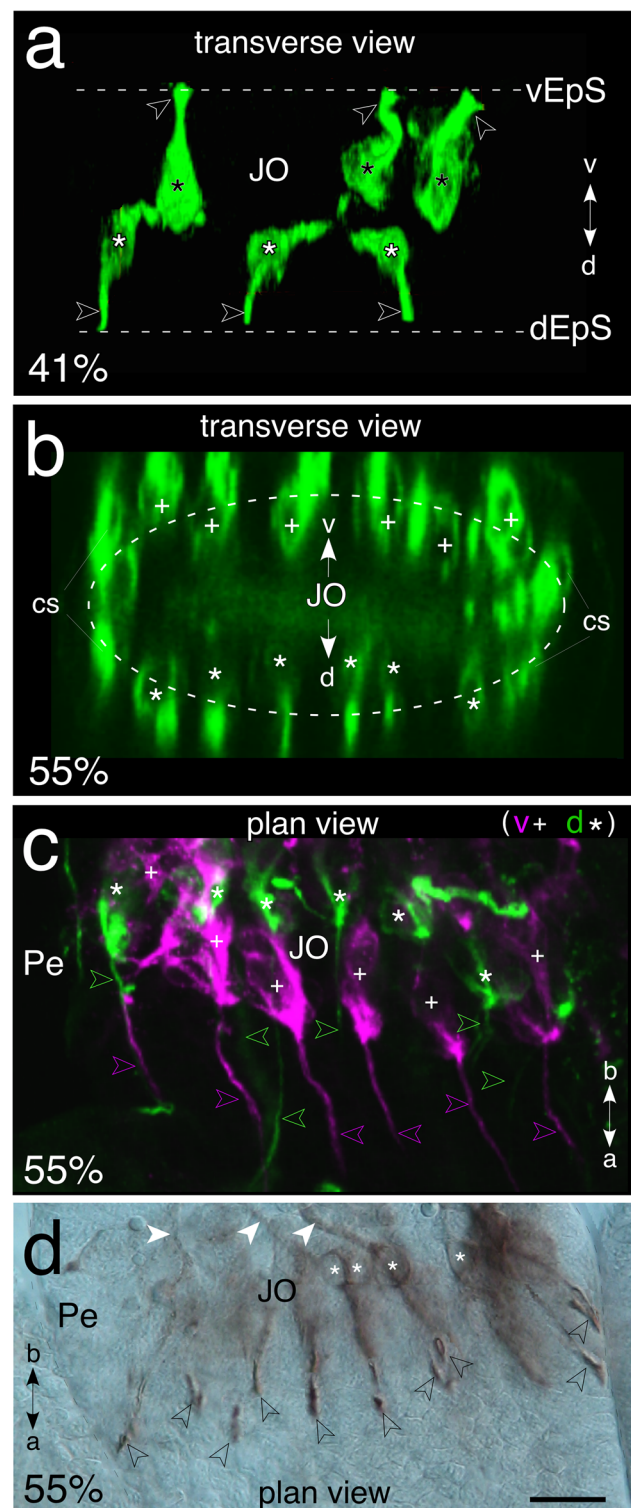 a
transverse view
vEpS
* * *
JO
v
* * *
d
dEpS
41%
b
transverse view
+ + + + + +
v
cs JO cs
d
* * * * * *
55%
c
plan view (v+ d*)
* + * * * *
+ JO +
Pe + + + *
b
a
55%
d
* * * *
JO
Pe
b
a
55%
plan view